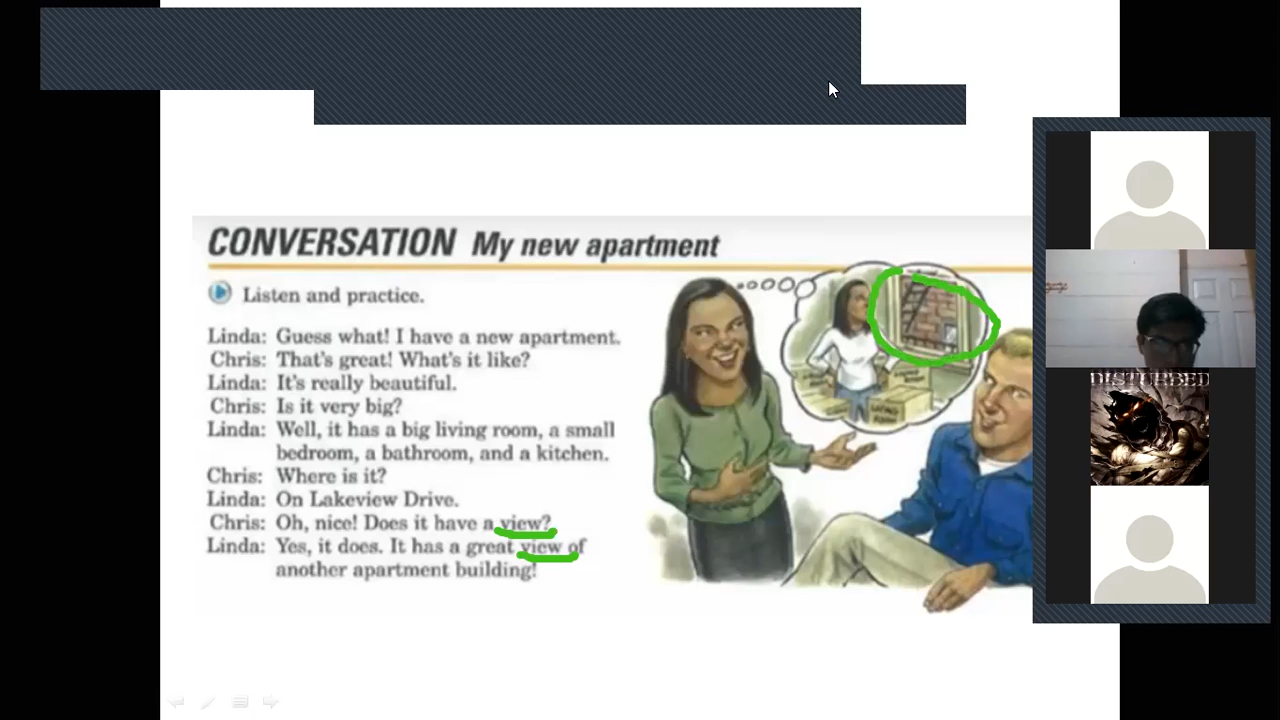 CONVERSATION My new apartment
Listen and practice.
Linda: Guess what! I have a new apartment.
Chris: That's great! What's it like?
Linda: It's really beautiful.
Chris: Is it very big?
Linda: Well, it has a big living room, a small
bedroom, a bathroom, and a kitchen.
Chris: Where is it?
Linda: On Lakeview Drive.
Chris: Oh, nice! Does it have a view?
Linda: Yes, it does. It has a great view of
another apartment building!
DISTURBED